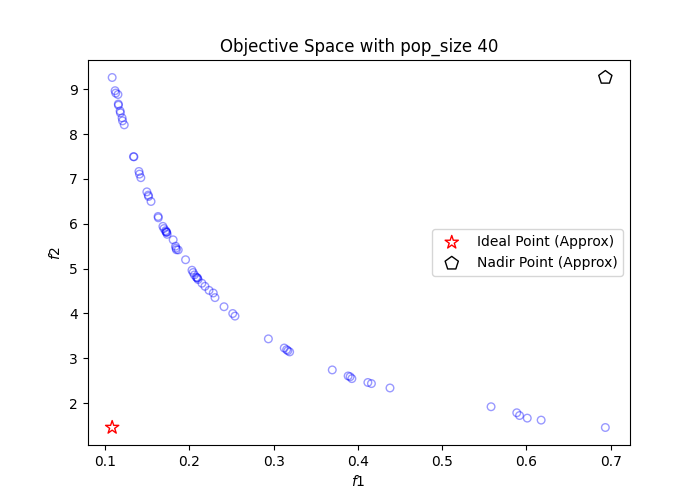 Objective Space with pop_size 40
9
8
7
6
5
4
3
2
f2
Ideal Point (Approx)
Nadir Point (Approx)
0.1 0.2 0.3 0.4 0.5 0.6 0.7
f1